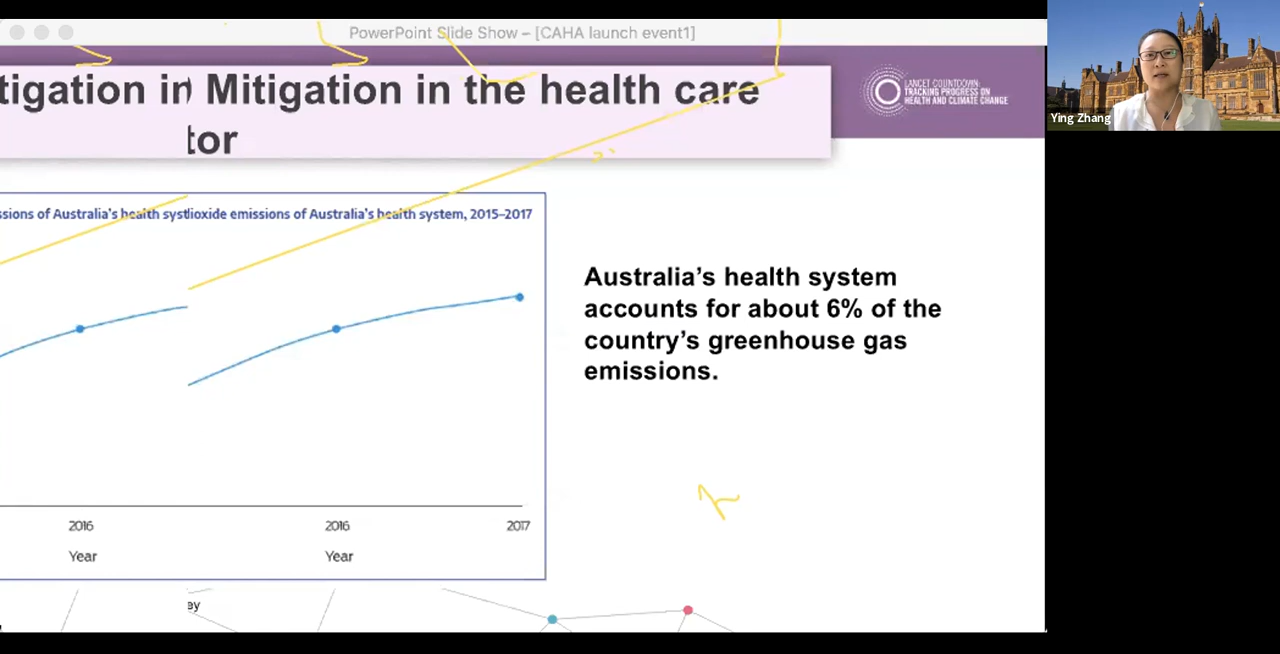 PowerPoint Slide Show – [CAHA launch event1]
tigation in Mitigation in the health care
tor
LANCET COUNTDOWN:
TRACKING PROGRESS ON
HEALTH AND CLIMATE CHANGE
Ying Zhang
ssions of Australia's health syst lioxide emissions of Australia's health system, 2015–2017
Australia's health system
accounts for about 6% of the
country's greenhouse gas
emissions.
2016 2016 2017
Year Year
ey